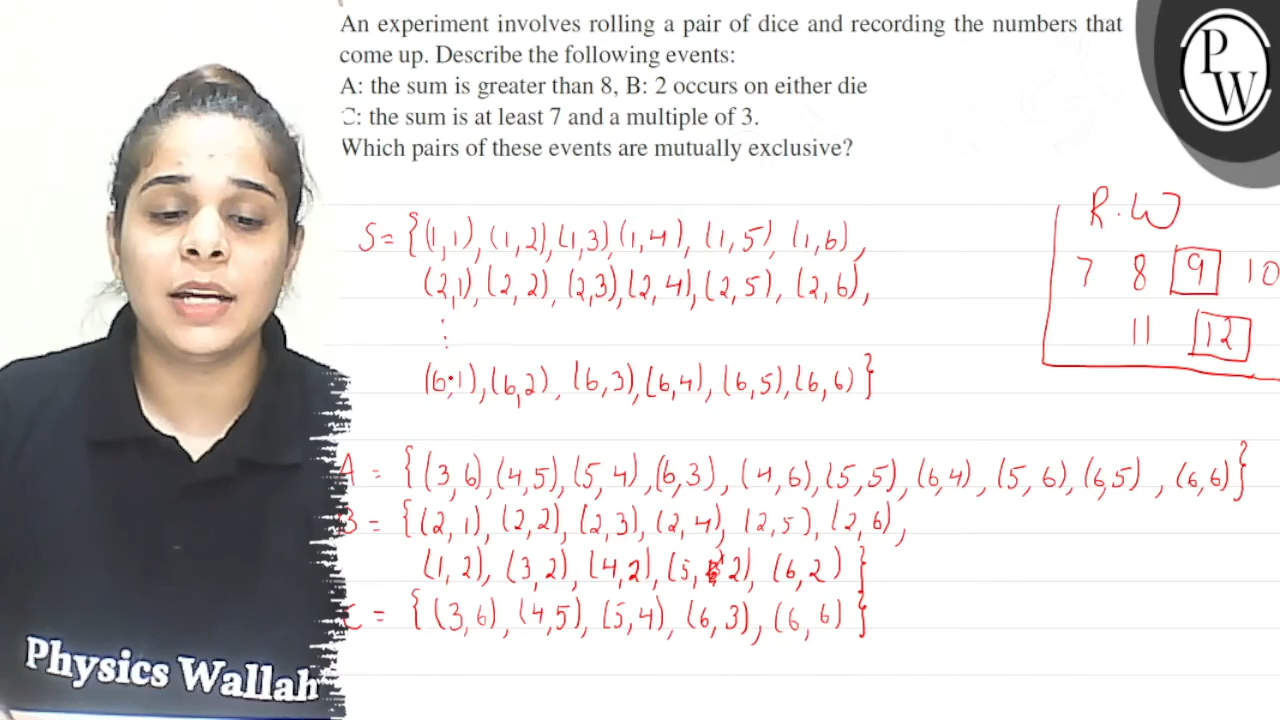 An experiment involves rolling a pair of dice and recording the numbers that
come up. Describe the following events:
A: the sum is greater than 8, B: 2 occurs on either die
C: the sum is at least 7 and a multiple of 3.
Which pairs of these events are mutually exclusive?
PW
R.W
7 8 9 10
11 12
S = {(1,1), (1,2), (1,3) (1,4), (1,5), (1,6),
(2,1), (2,2), (2,3), (2,4), (2,5), (2,6),
⋮
(6,1), (6,2), (6,3), (6,4), (6,5), (6,6)}
A = {(3,6), (4,5), (5,4), (6,3), (4,6), (5,5), (6,4), (5,6), (6,5), (6,6)}
B = {(2,1), (2,2), (2,3), (2,4), (2,5), (2,6),
(1,2), (3,2), (4,2), (5,2), (6,2)}
C = {(3,6), (4,5), (5,4), (6,3), (6,6)}
Physics Wallah